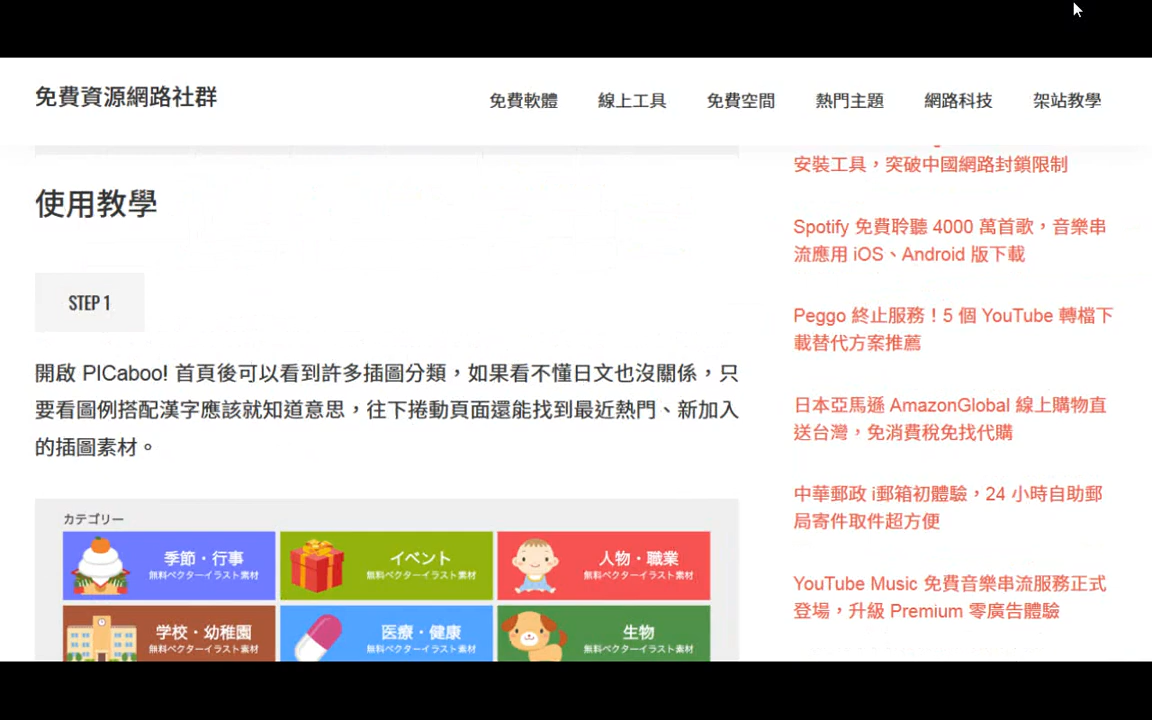 免費資源網路社群
免費軟體
線上工具
免費空間
熱門主題
網路科技
架站教學
使用教學
STEP 1
開啟 PICaboo! 首頁後可以看到許多插圖分類，如果看不懂日文也沒關係，只
要看圖例搭配漢字應該就知道意思，往下捲動頁面還能找到最近熱門、新加入
的插圖素材。
カテゴリー
季節・行事
無料ベクターイラスト素材
イベント
無料ベクターイラスト素材
人物・職業
無料ベクターイラスト素材
学校・幼稚園
無料ベクターイラスト素材
医療・健康
無料ベクターイラスト素材
生物
無料ベクターイラスト素材
安裝工具，突破中國網路封鎖限制
Spotify 免費聆聽 4000 萬首歌，音樂串
流應用 iOS、Android 版下載
Peggo 終止服務！5 個 YouTube 轉檔下
載替代方案推薦
日本亞馬遜 AmazonGlobal 線上購物直
送台灣，免消費稅免找代購
中華郵政 i郵箱初體驗，24 小時自助郵
局寄件取件超方便
YouTube Music 免費音樂串流服務正式
登場，升級 Premium 零廣告體驗